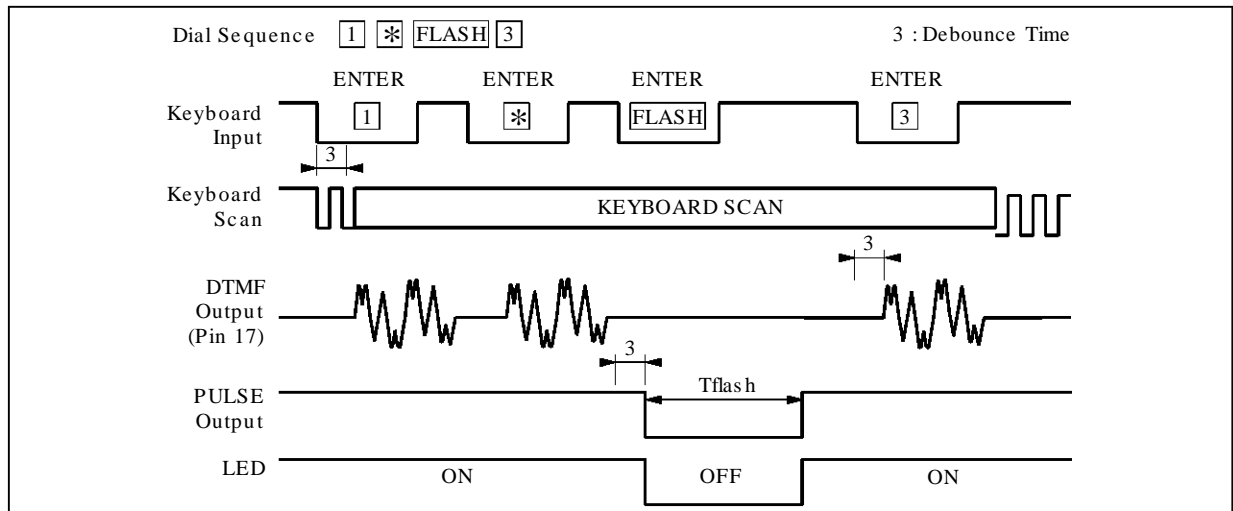 Dial Sequence 1 * FLASH 3
3 : Debounce Time
ENTER ENTER ENTER ENTER
Keyboard
Input
1 * FLASH 3
3
Keyboard
Scan
KEYBOARD SCAN
3
DTMF
Output
(Pin 17)
3
PULSE
Output
Tflash
LED
ON OFF ON